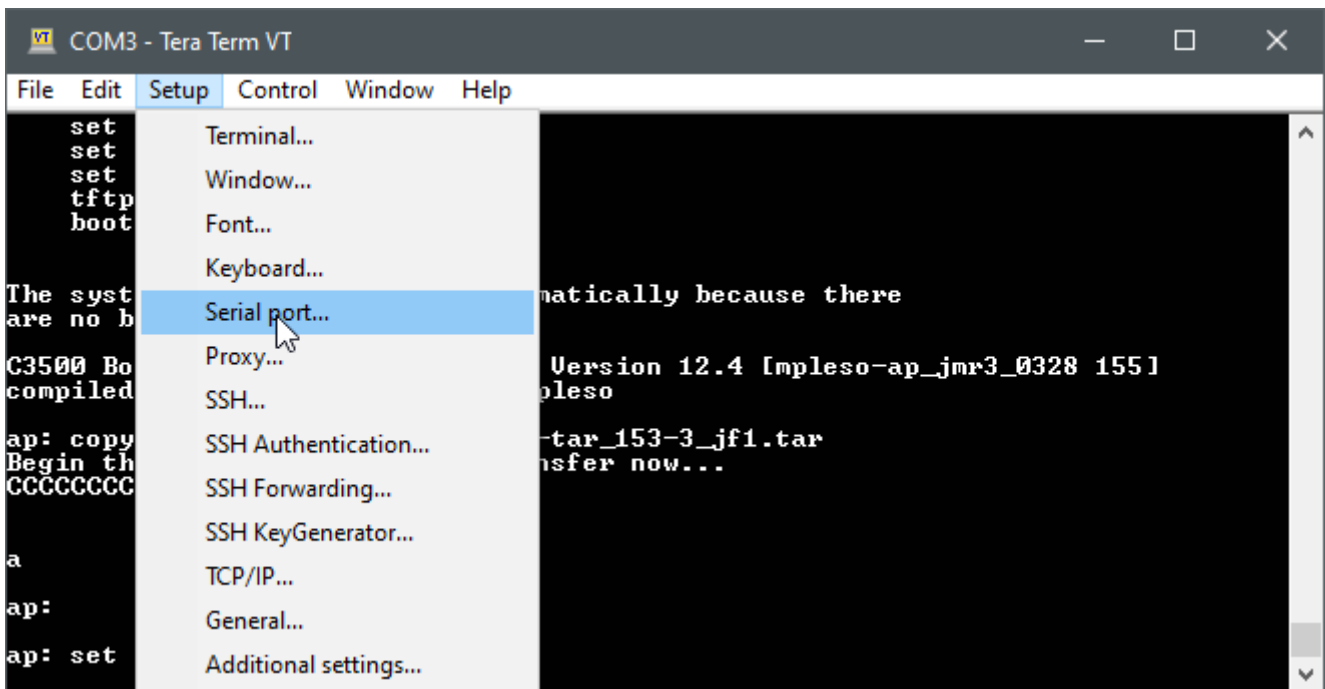 COM3 - Tera Term VT
File Edit Setup Control Window Help
set
set
set
tftp
boot
Terminal...
Window...
Font...
Keyboard...
Serial port...
Proxy...
SSH...
SSH Authentication...
SSH Forwarding...
SSH KeyGenerator...
TCP/IP...
General...
Additional settings...
The syst matically because there
are no b
C3500 Bo Version 12.4 [mpleso-ap_jmr3_0328 155]
compiled pleso
ap: copy -tar_153-3_jf1.tar
Begin th nsfer now...
CCCCCCCC
a
ap:
ap: set